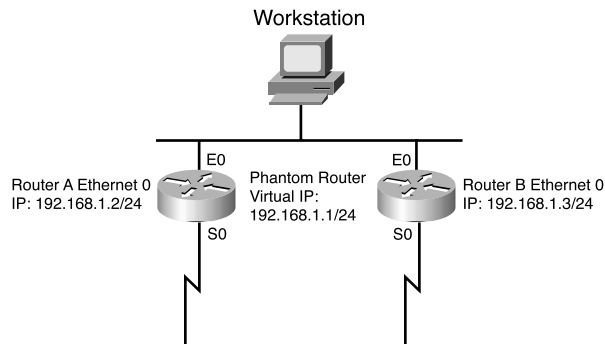 Workstation
E0
E0
Router A Ethernet 0
IP: 192.168.1.2/24
Phantom Router
Virtual IP:
192.168.1.1/24
Router B Ethernet 0
IP: 192.168.1.3/24
S0
S0